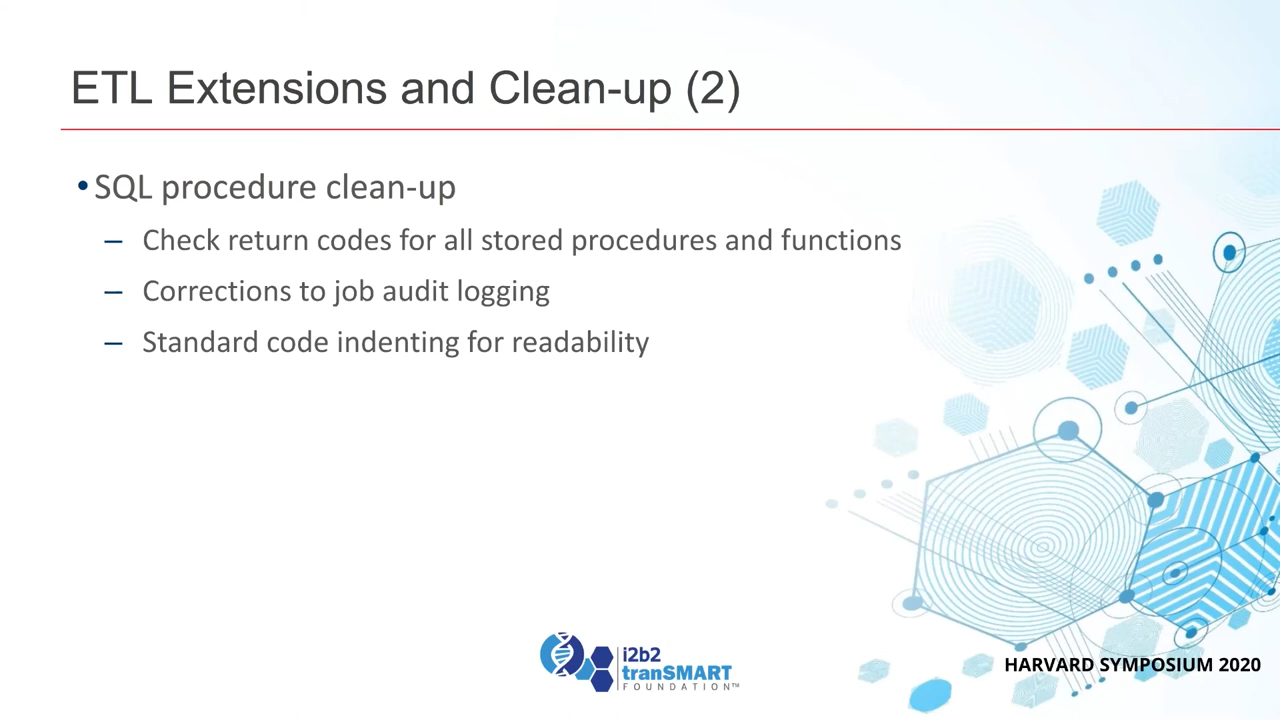 ETL Extensions and Clean-up (2)
• SQL procedure clean-up
– Check return codes for all stored procedures and functions
– Corrections to job audit logging
– Standard code indenting for readability
i2b2
tranSMART
FOUNDATION™
HARVARD SYMPOSIUM 2020